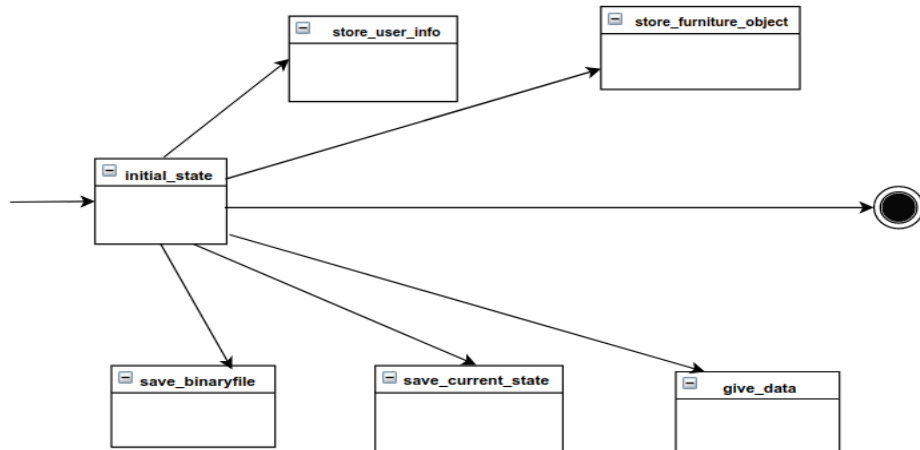 store_user_info
store_furniture_object
initial_state
save_binaryfile
save_current_state
give_data